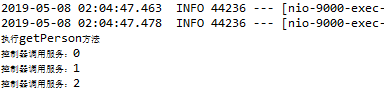 2019-05-08 02:04:47.463  INFO 44236 --- [nio-9000-exec-
2019-05-08 02:04:47.478  INFO 44236 --- [nio-9000-exec-
执行getPerson方法
控制器调用服务：0
控制器调用服务：1
控制器调用服务：2